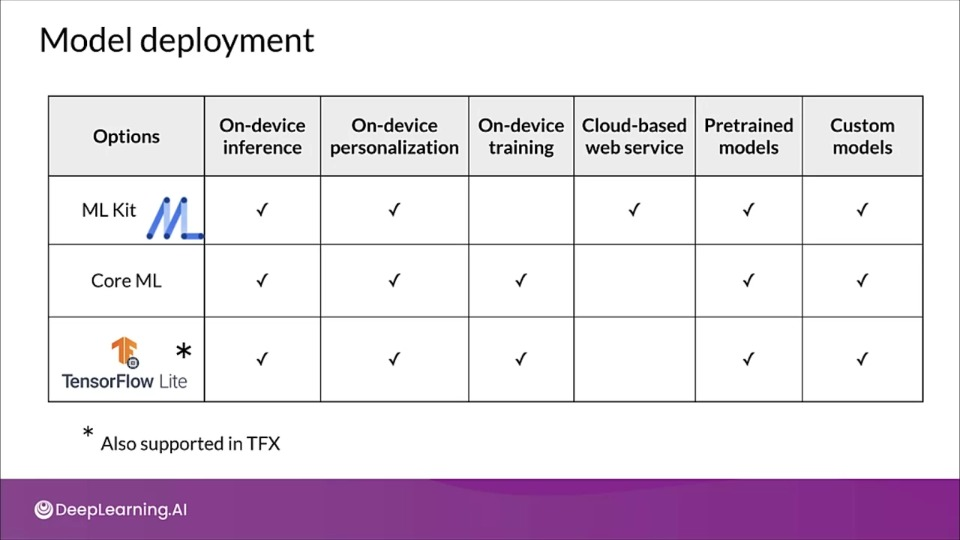 Model deployment
Options
On-device
inference
On-device
personalization
On-device
training
Cloud-based
web service
Pretrained
models
Custom
models
ML Kit ML
✓ ✓ ✓ ✓ ✓
Core ML
✓ ✓ ✓ ✓ ✓
*
TensorFlow Lite
✓ ✓ ✓ ✓ ✓
* Also supported in TFX
DeepLearning.AI